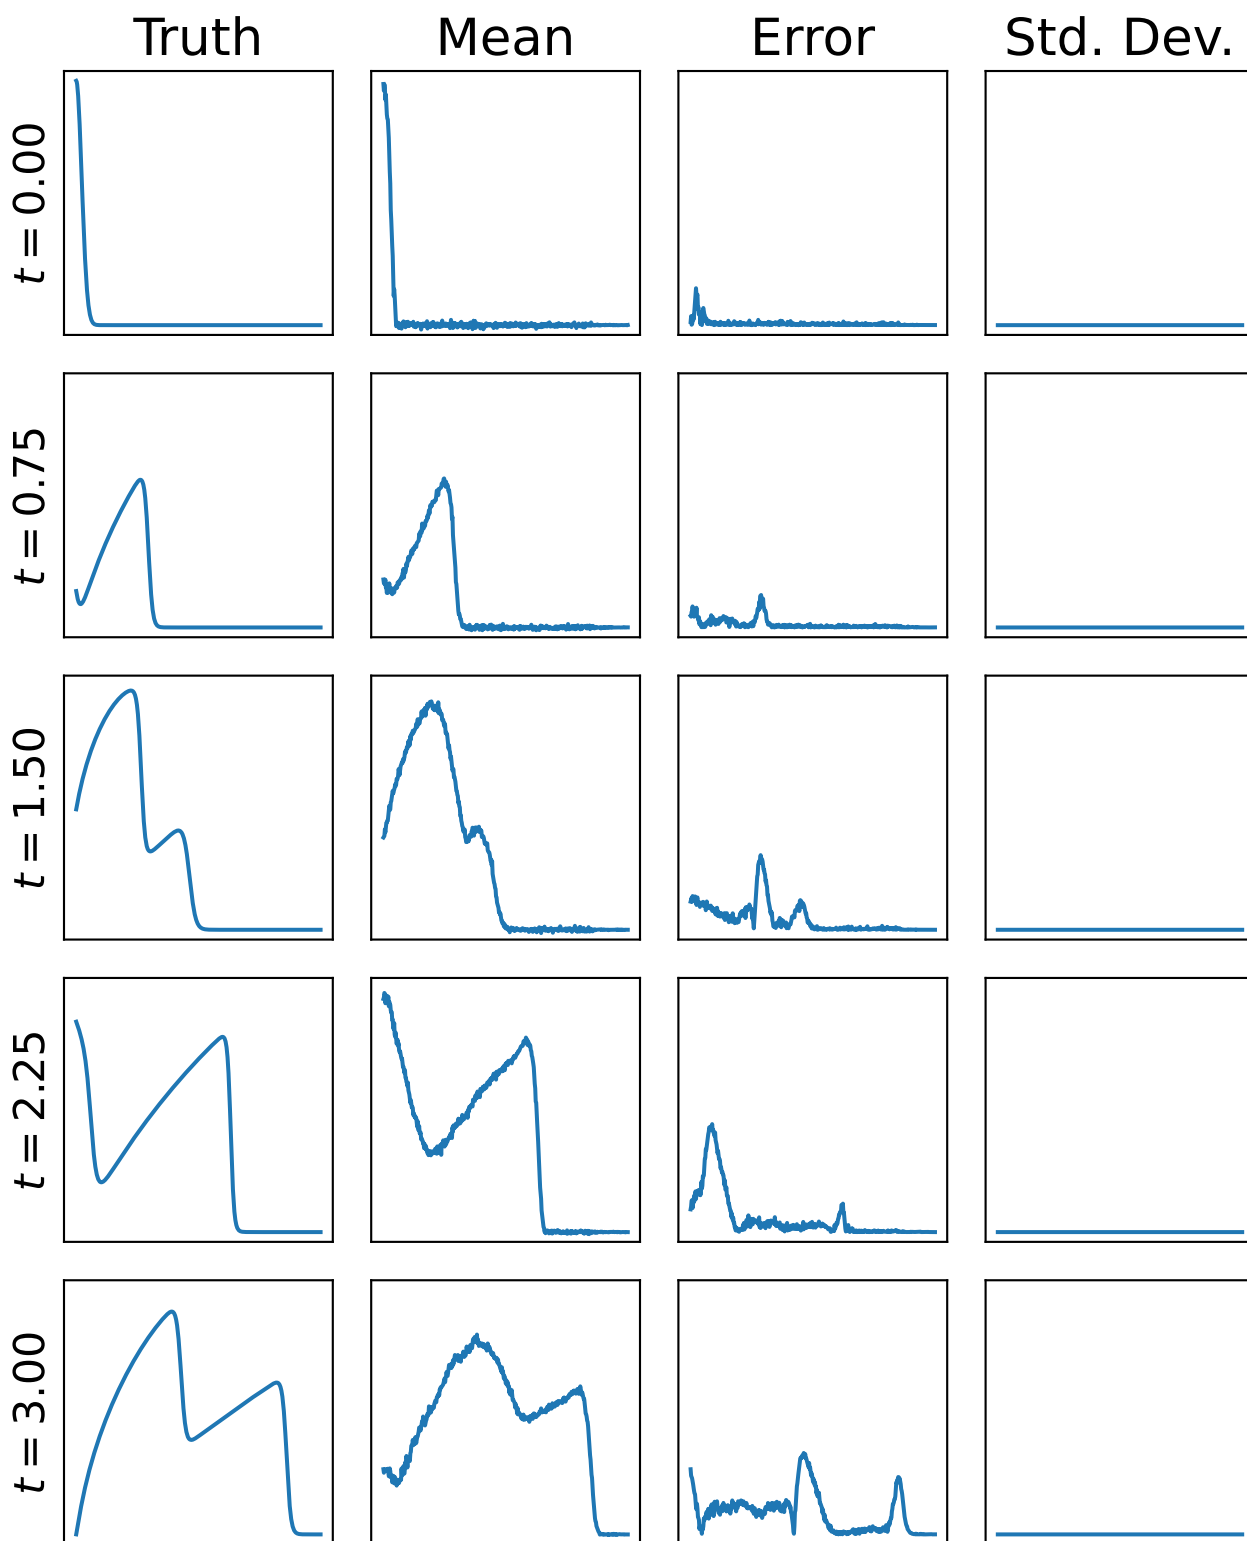 Truth Mean Error Std. Dev.
t = 0.00
t = 0.75
t = 1.50
t = 2.25
t = 3.00